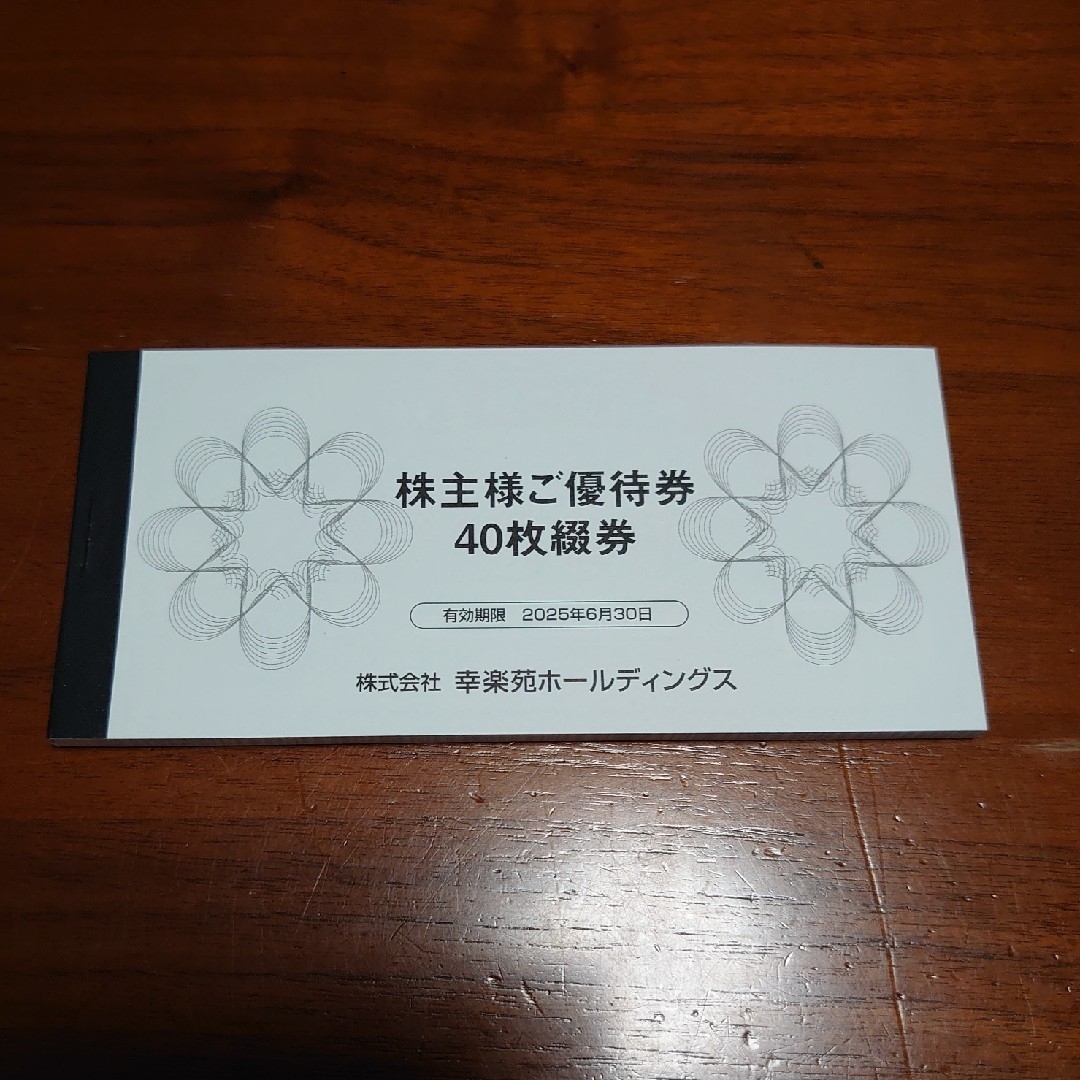 株主様ご優待券
40枚綴券
有効期限 2025年6月30日
株式会社 幸楽苑ホールディングス